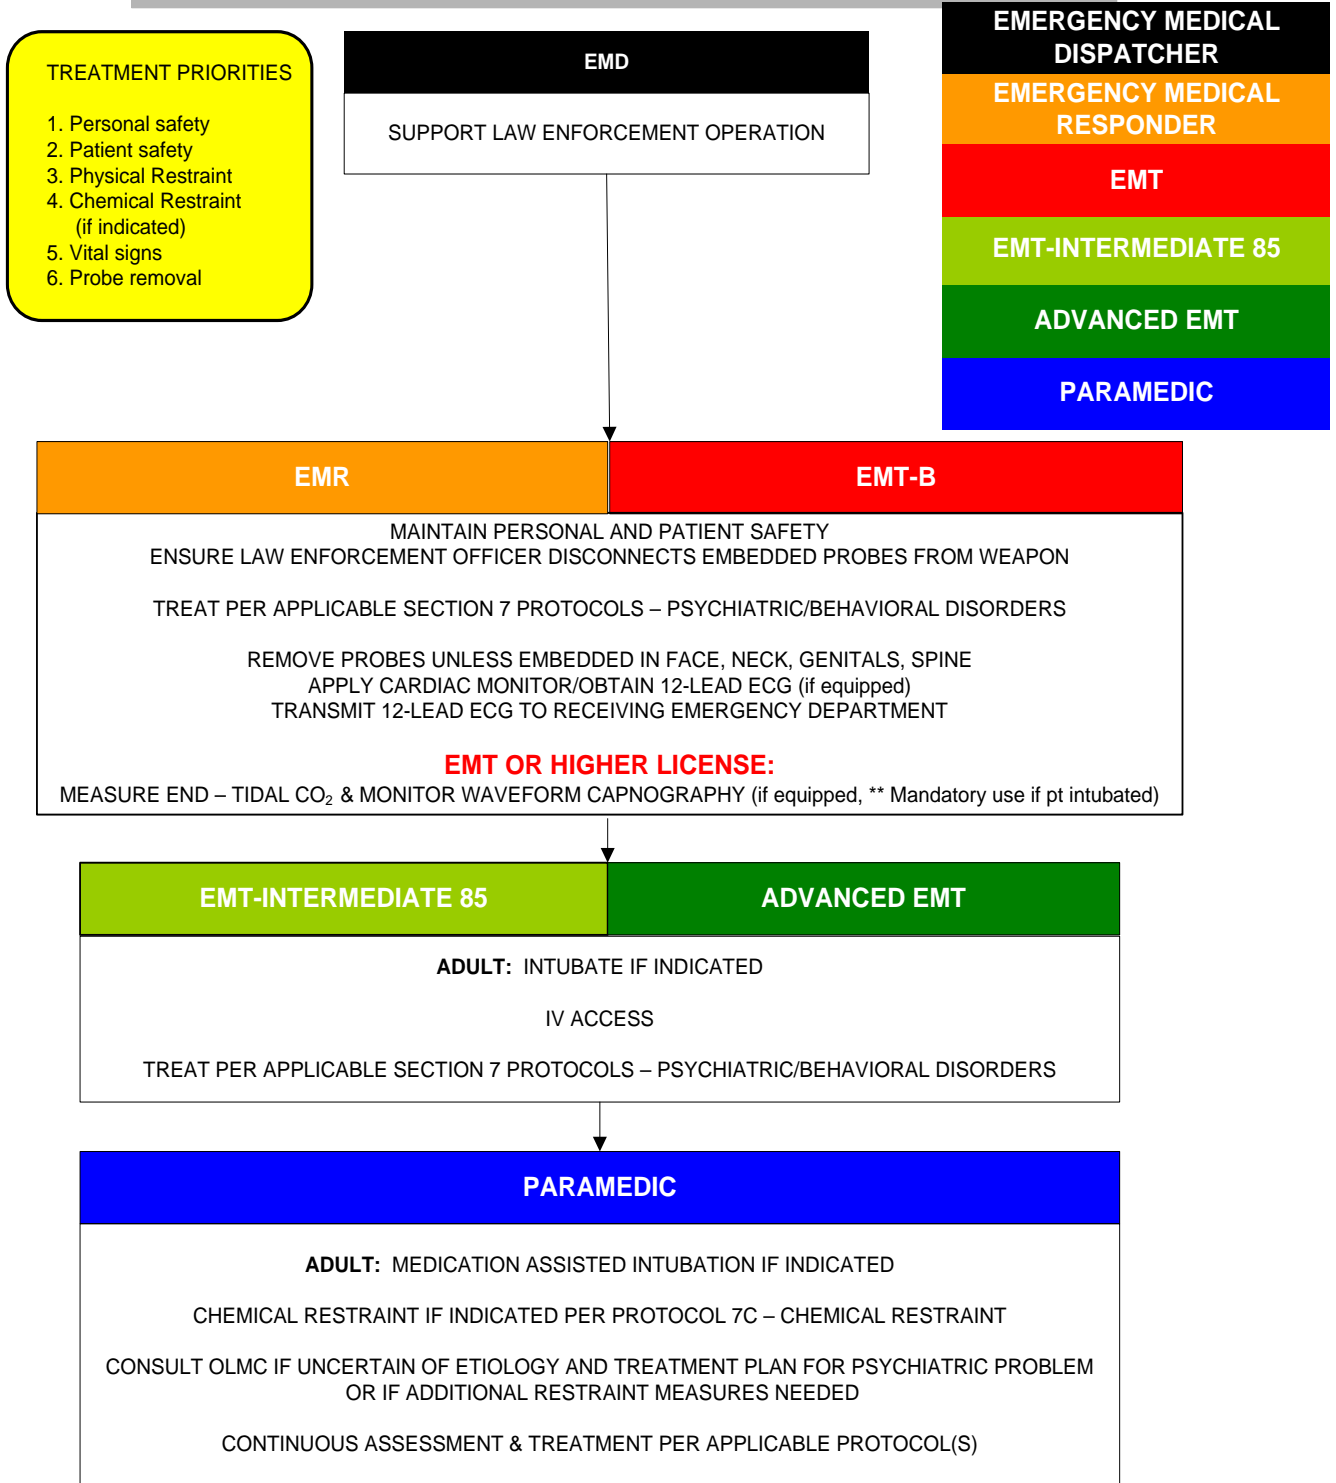 TREATMENT PRIORITIES
1. Personal safety
2. Patient safety
3. Physical Restraint
4. Chemical Restraint
(if indicated)
5. Vital signs
6. Probe removal
EMD
SUPPORT LAW ENFORCEMENT OPERATION
EMERGENCY MEDICAL
DISPATCHER
EMERGENCY MEDICAL
RESPONDER
EMT
EMT-INTERMEDIATE 85
ADVANCED EMT
PARAMEDIC
EMR
EMT-B
MAINTAIN PERSONAL AND PATIENT SAFETY
ENSURE LAW ENFORCEMENT OFFICER DISCONNECTS EMBEDDED PROBES FROM WEAPON
TREAT PER APPLICABLE SECTION 7 PROTOCOLS – PSYCHIATRIC/BEHAVIORAL DISORDERS
REMOVE PROBES UNLESS EMBEDDED IN FACE, NECK, GENITALS, SPINE
APPLY CARDIAC MONITOR/OBTAIN 12-LEAD ECG (if equipped)
TRANSMIT 12-LEAD ECG TO RECEIVING EMERGENCY DEPARTMENT
EMT OR HIGHER LICENSE:
MEASURE END – TIDAL CO₂ & MONITOR WAVEFORM CAPNOGRAPHY (if equipped, ** Mandatory use if pt intubated)
EMT-INTERMEDIATE 85
ADVANCED EMT
ADULT: INTUBATE IF INDICATED
IV ACCESS
TREAT PER APPLICABLE SECTION 7 PROTOCOLS – PSYCHIATRIC/BEHAVIORAL DISORDERS
PARAMEDIC
ADULT: MEDICATION ASSISTED INTUBATION IF INDICATED
CHEMICAL RESTRAINT IF INDICATED PER PROTOCOL 7C – CHEMICAL RESTRAINT
CONSULT OLMC IF UNCERTAIN OF ETIOLOGY AND TREATMENT PLAN FOR PSYCHIATRIC PROBLEM
OR IF ADDITIONAL RESTRAINT MEASURES NEEDED
CONTINUOUS ASSESSMENT & TREATMENT PER APPLICABLE PROTOCOL(S)